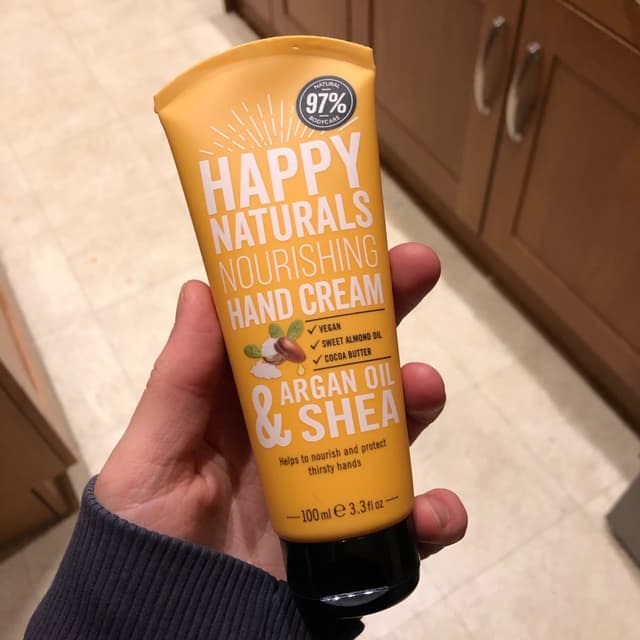 NATURAL
97%
BODYCARE
HAPPY
NATURALS
NOURISHING
HAND CREAM
✓ VEGAN
✓ SWEET ALMOND OIL
✓ COCOA BUTTER
ARGAN OIL
& SHEA
Helps to nourish and protect
thirsty hands
100ml ℮ 3.3fl oz